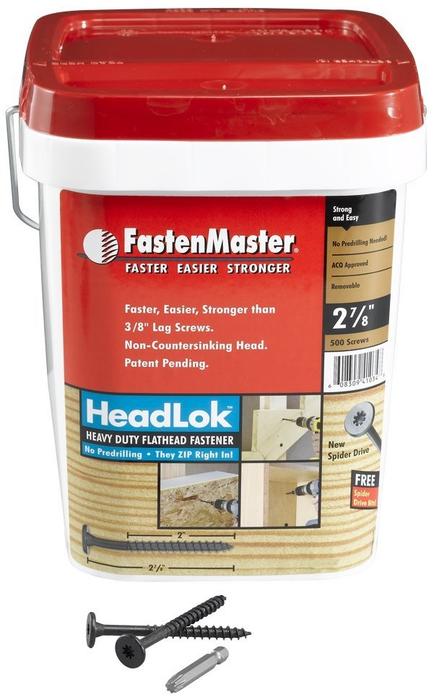 FastenMaster®
FASTER EASIER STRONGER
Faster, Easier, Stronger than
3/8" Lag Screws.
Non-Countersinking Head.
Patent Pending.
Strong
and Easy
No Predrilling Needed!
ACQ Approved
Removable
2 7/8"
500 Screws
HeadLok™
HEAVY DUTY FLATHEAD FASTENER
No Predrilling • They ZIP Right In!
New
Spider Drive
FREE
Spider
Drive Bit!
2"
2 7/8"